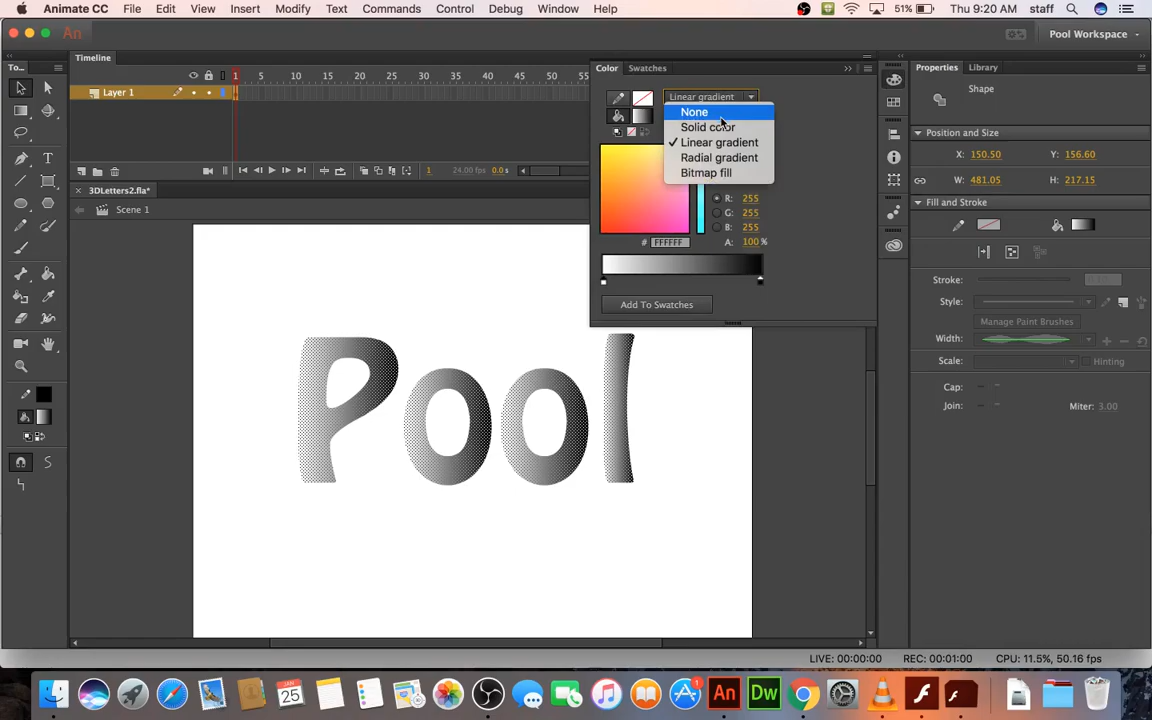 Animate CC File Edit View Insert Modify Text Commands Control Debug Window Help 51% Thu 9:20 AM staff
An Pool Workspace
To... Timeline
Color Swatches
Properties Library
1 5 10 15 20 25 30 35 40 45 50 55
Layer 1
Linear gradient
None
Solid color
Linear gradient
Radial gradient
Bitmap fill
Shape
Position and Size
X: 150.50 Y: 156.60
W: 481.05 H: 217.15
24.00 fps 0.0 s
3DLetters2.fla*
Scene 1
R: 255
G: 255
B: 255
# FFFFFF A: 100 %
Add To Swatches
Fill and Stroke
Stroke:
Style:
Manage Paint Brushes
Width:
Scale: Hinting
Cap:
Join: Miter: 3.00
Pool
LIVE: 00:00:00 REC: 00:01:00 CPU: 11.5%, 50.16 fps
25 1 An Dw